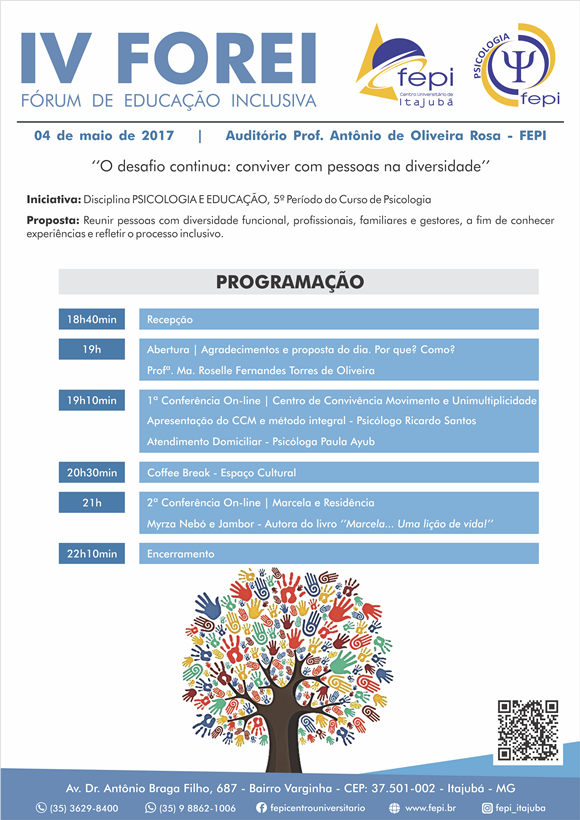 IV FOREI
FÓRUM DE EDUCAÇÃO INCLUSIVA
fepi
Centro Universitário de
Itajubá
PSICOLOGIA
Ψ
fepi
04 de maio de 2017 | Auditório Prof. Antônio de Oliveira Rosa - FEPI
´´O desafio continua: conviver com pessoas na diversidade´´
Iniciativa: Disciplina PSICOLOGIA E EDUCAÇÃO, 5º Período do Curso de Psicologia
Proposta: Reunir pessoas com diversidade funcional, profissionais, familiares e gestores, a fim de conhecer
experiências e refletir o processo inclusivo.
PROGRAMAÇÃO
18h40min Recepção
19h Abertura | Agradecimentos e proposta do dia. Por que? Como?
Profª. Ma. Roselle Fernandes Torres de Oliveira
19h10min 1ª Conferência On-line | Centro de Convivência Movimento e Unimultiplicidade
Apresentação do CCM e método integral - Psicólogo Ricardo Santos
Atendimento Domiciliar - Psicóloga Paula Ayub
20h30min Coffee Break - Espaço Cultural
21h 2ª Conferência On-line | Marcela e Residência
Myrza Nebó e Jambor - Autora do livro ´´Marcela... Uma lição de vida!´´
22h10min Encerramento
Av. Dr. Antônio Braga Filho, 687 - Bairro Varginha - CEP: 37.501-002 - Itajubá - MG
(35) 3629-8400 (35) 9 8862-1006 fepicentrouniversitario www.fepi.br fepi_itajuba